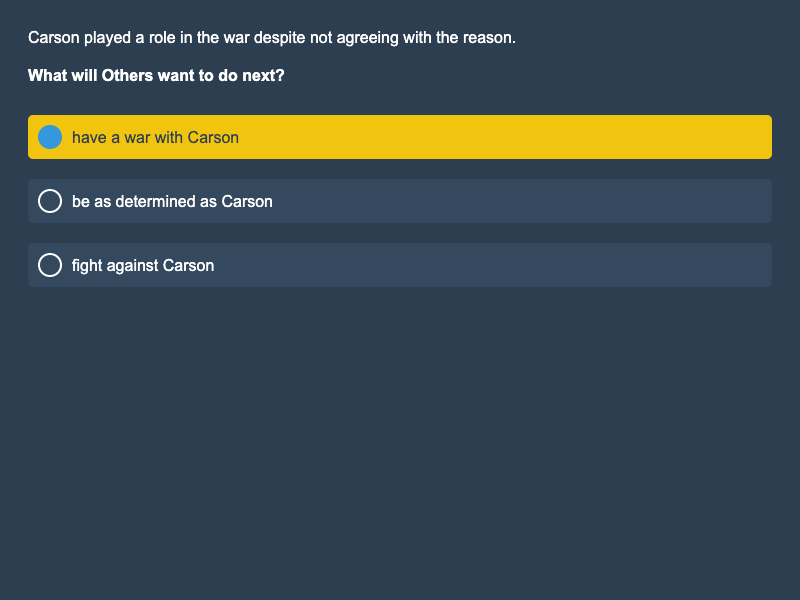 Carson played a role in the war despite not agreeing with the reason.
What will Others want to do next?
have a war with Carson
be as determined as Carson
fight against Carson